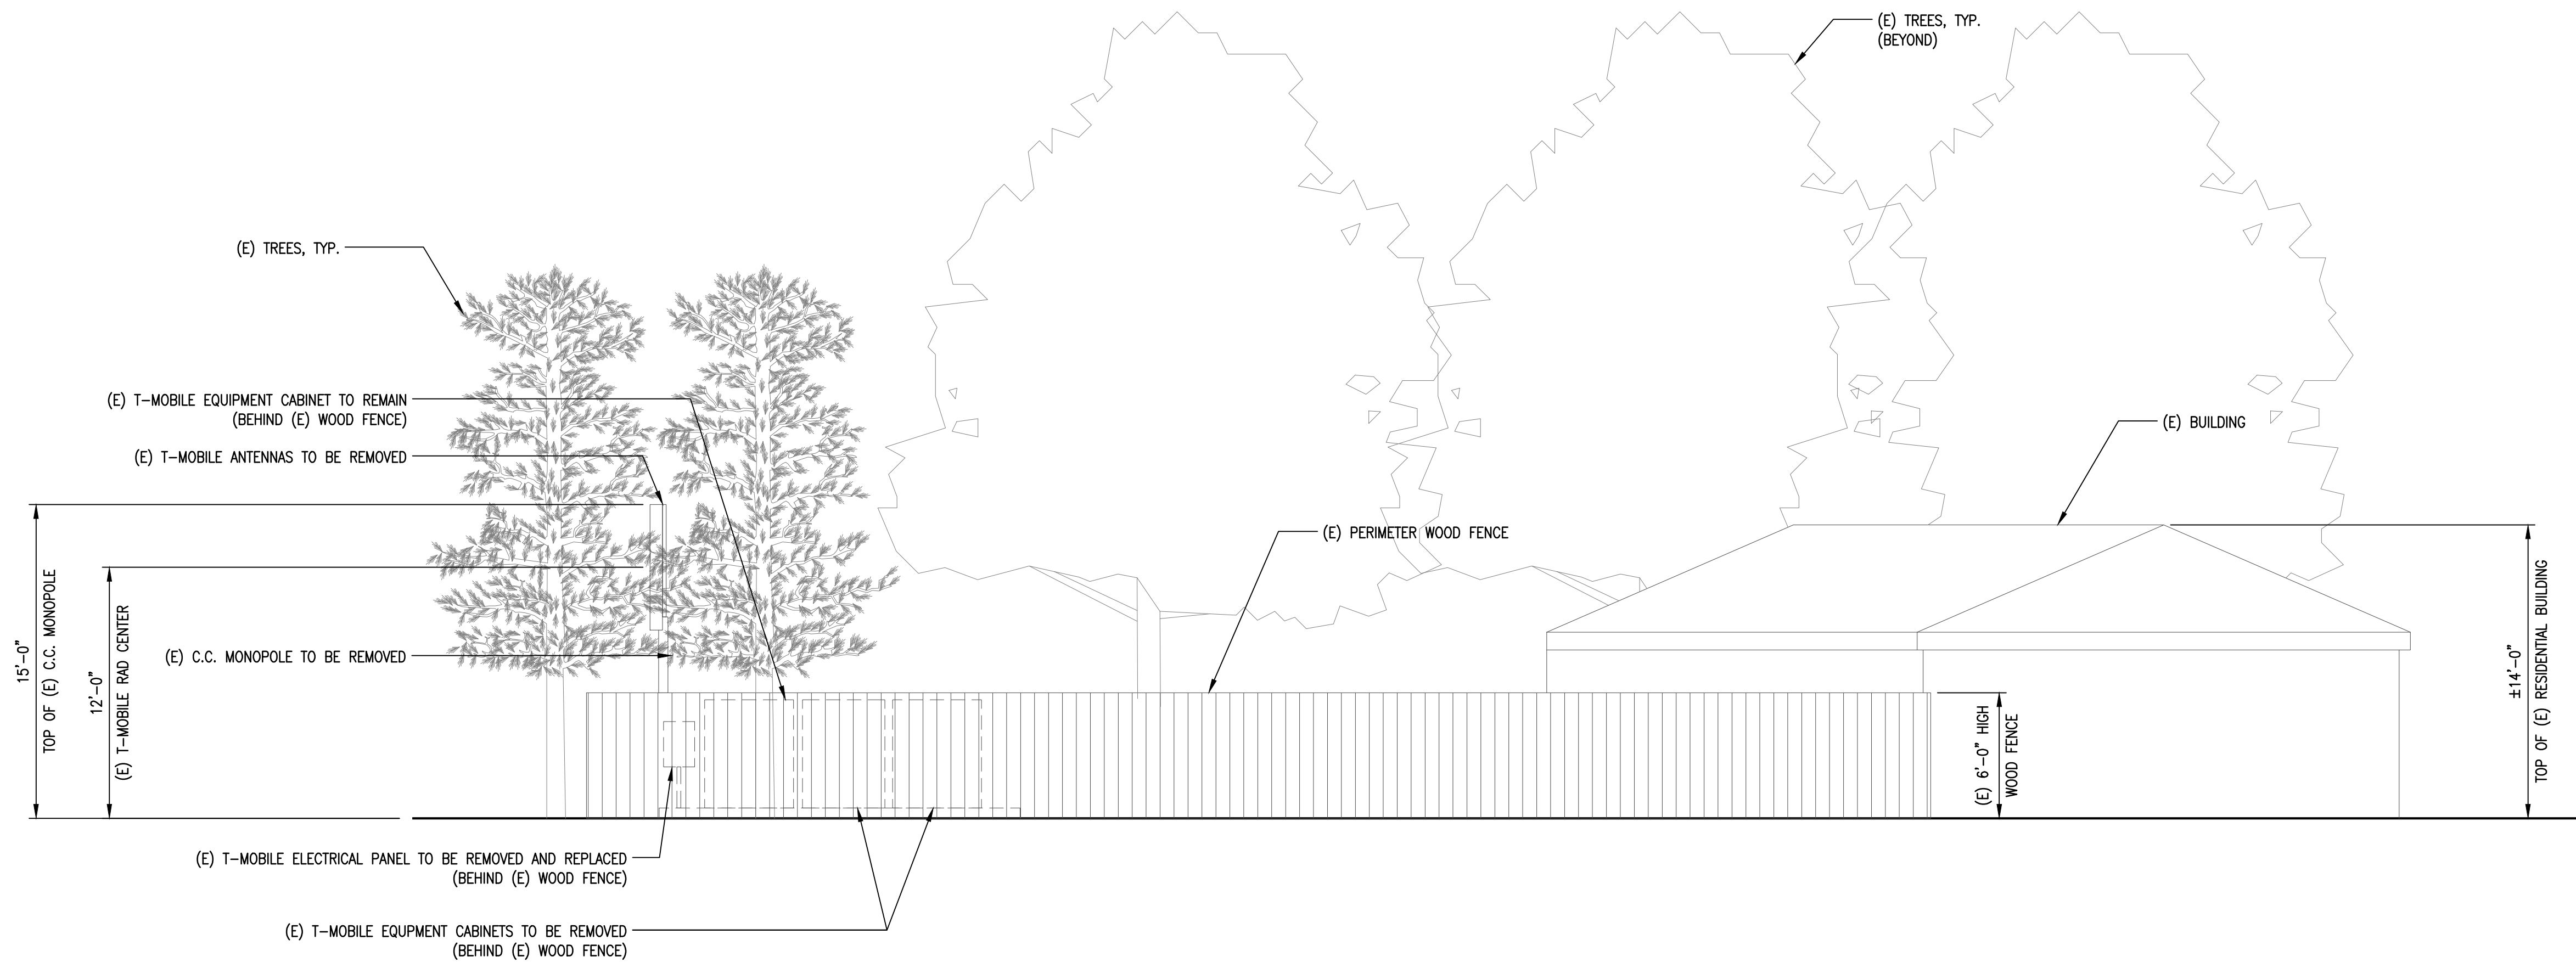 (E) TREES, TYP.
(BEYOND)
(E) TREES, TYP.
(E) T-MOBILE EQUIPMENT CABINET TO REMAIN
(BEHIND (E) WOOD FENCE)
(E) BUILDING
(E) T-MOBILE ANTENNAS TO BE REMOVED
(E) PERIMETER WOOD FENCE
15'-0"
TOP OF (E) C.C. MONOPOLE
12'-0"
(E) T-MOBILE RAD CENTER
(E) C.C. MONOPOLE TO BE REMOVED
(E) 6'-0" HIGH
WOOD FENCE
±14'-0"
TOP OF (E) RESIDENTIAL BUILDING
(E) T-MOBILE ELECTRICAL PANEL TO BE REMOVED AND REPLACED
(BEHIND (E) WOOD FENCE)
(E) T-MOBILE EQUPMENT CABINETS TO BE REMOVED
(BEHIND (E) WOOD FENCE)